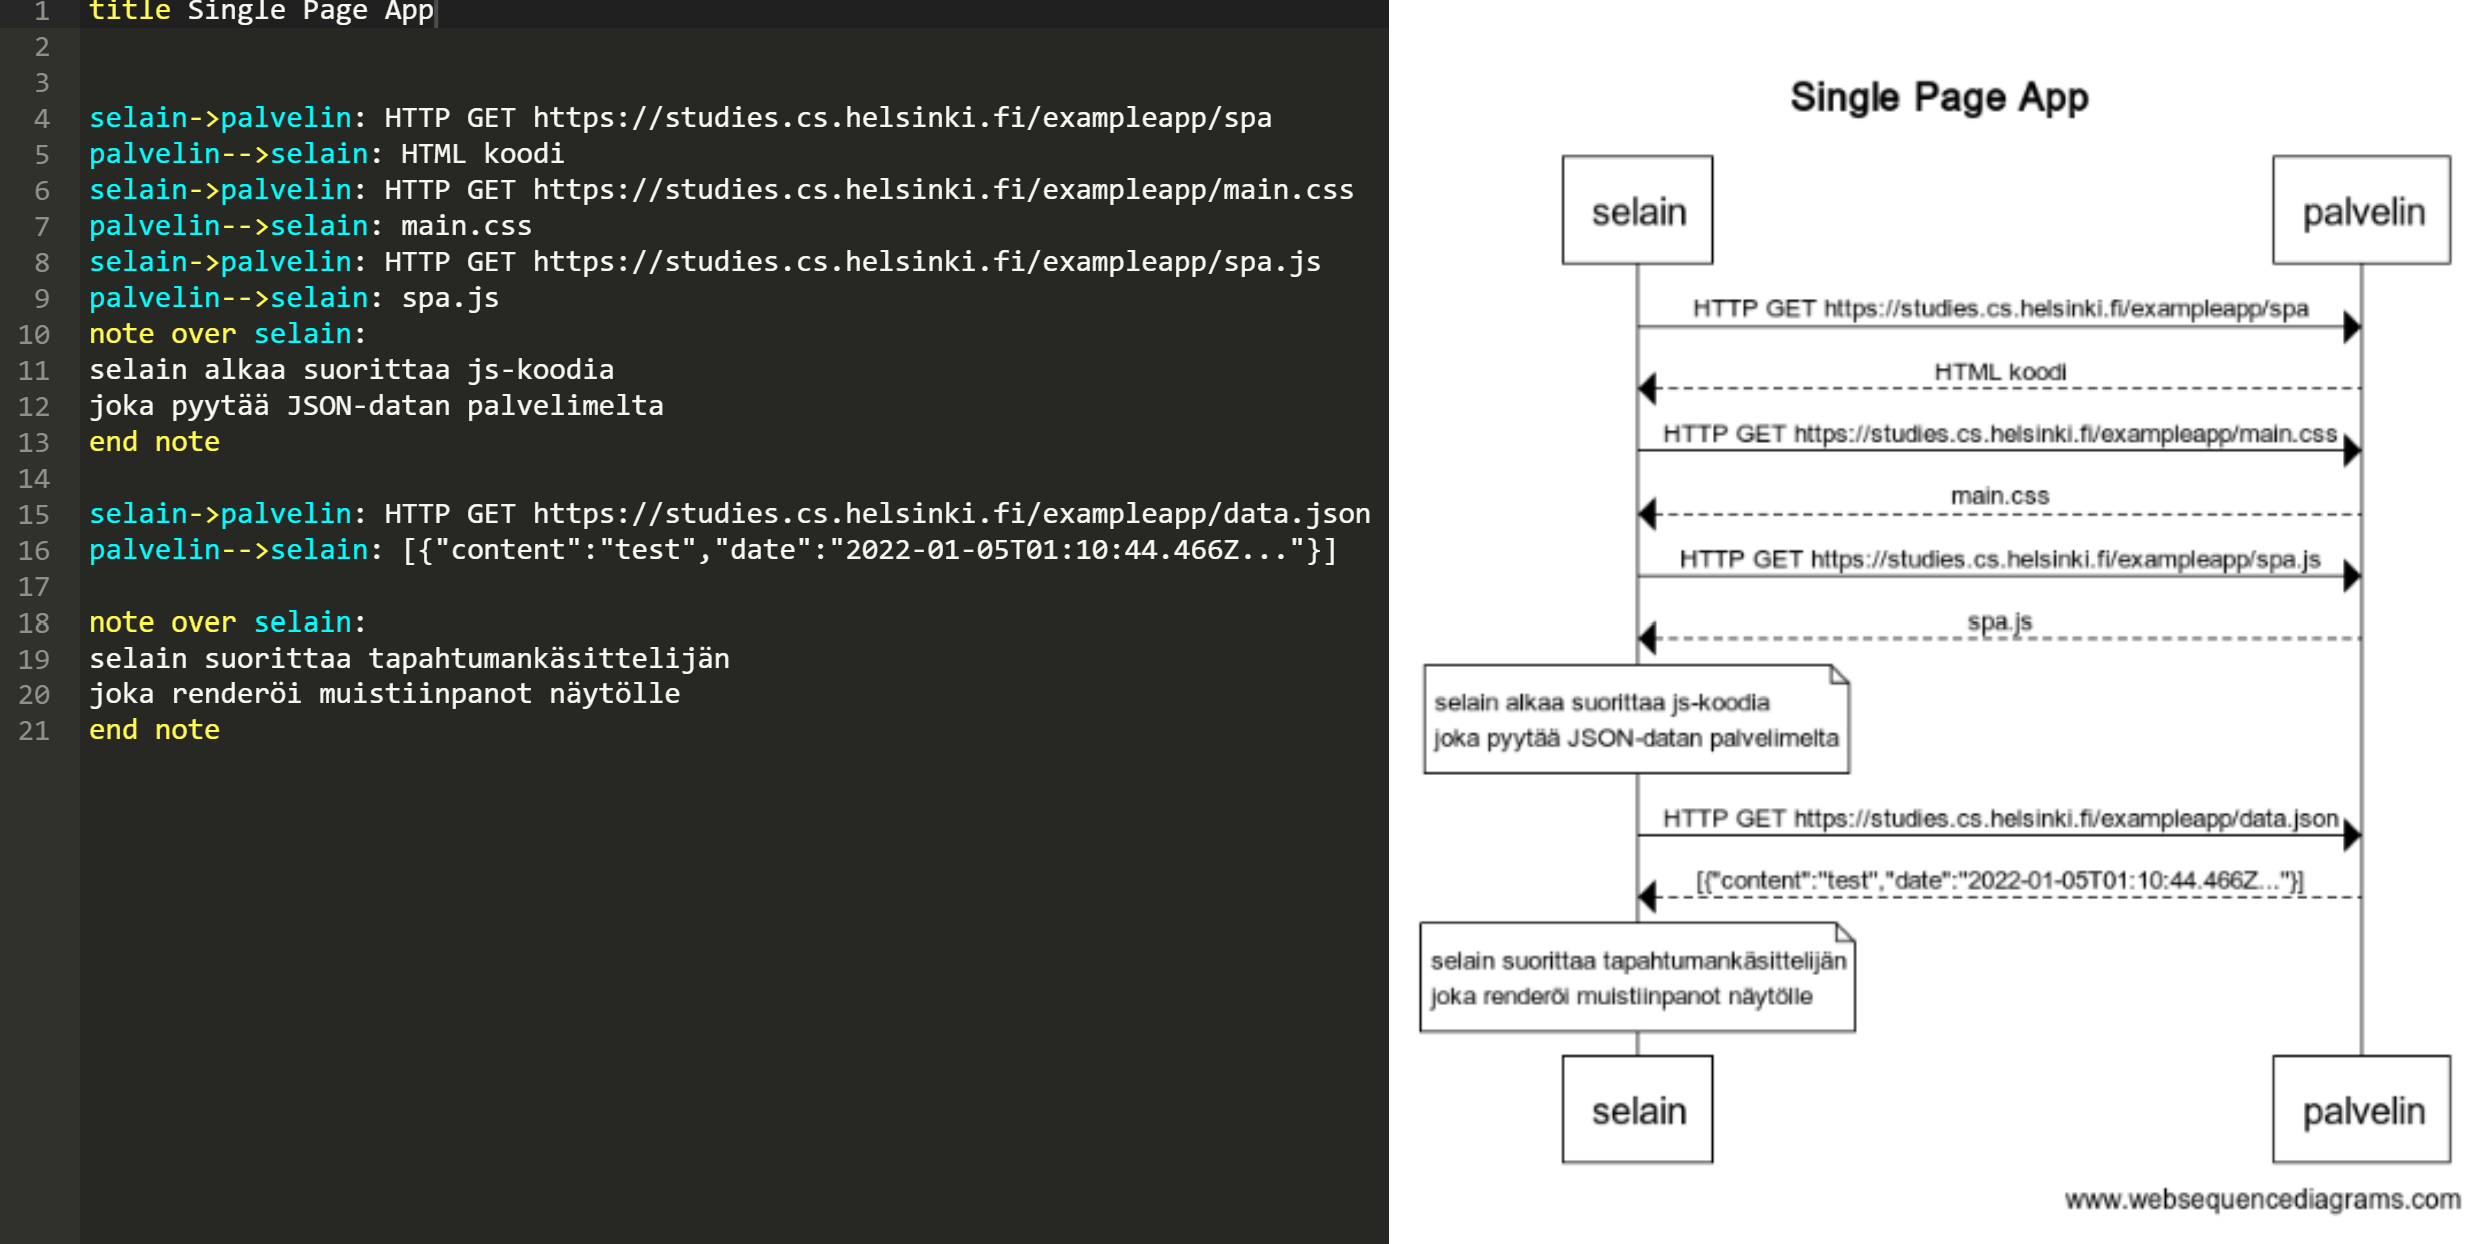 1 title Single Page App
2
3
4 selain->palvelin: HTTP GET https://studies.cs.helsinki.fi/exampleapp/spa
5 palvelin-->selain: HTML koodi
6 selain->palvelin: HTTP GET https://studies.cs.helsinki.fi/exampleapp/main.css
7 palvelin-->selain: main.css
8 selain->palvelin: HTTP GET https://studies.cs.helsinki.fi/exampleapp/spa.js
9 palvelin-->selain: spa.js
10 note over selain:
11 selain alkaa suorittaa js-koodia
12 joka pyytää JSON-datan palvelimelta
13 end note
14
15 selain->palvelin: HTTP GET https://studies.cs.helsinki.fi/exampleapp/data.json
16 palvelin-->selain: [{"content":"test","date":"2022-01-05T01:10:44.466Z..."}]
17
18 note over selain:
19 selain suorittaa tapahtumankäsittelijän
20 joka renderöi muistiinpanot näytölle
21 end note
Single Page App
selain palvelin
HTTP GET https://studies.cs.helsinki.fi/exampleapp/spa
HTML koodi
HTTP GET https://studies.cs.helsinki.fi/exampleapp/main.css
main.css
HTTP GET https://studies.cs.helsinki.fi/exampleapp/spa.js
spa.js
selain alkaa suorittaa js-koodia
joka pyytää JSON-datan palvelimelta
HTTP GET https://studies.cs.helsinki.fi/exampleapp/data.json
[{"content":"test","date":"2022-01-05T01:10:44.466Z..."}]
selain suorittaa tapahtumankäsittelijän
joka renderöi muistiinpanot näytölle
selain palvelin
www.websequencediagrams.com